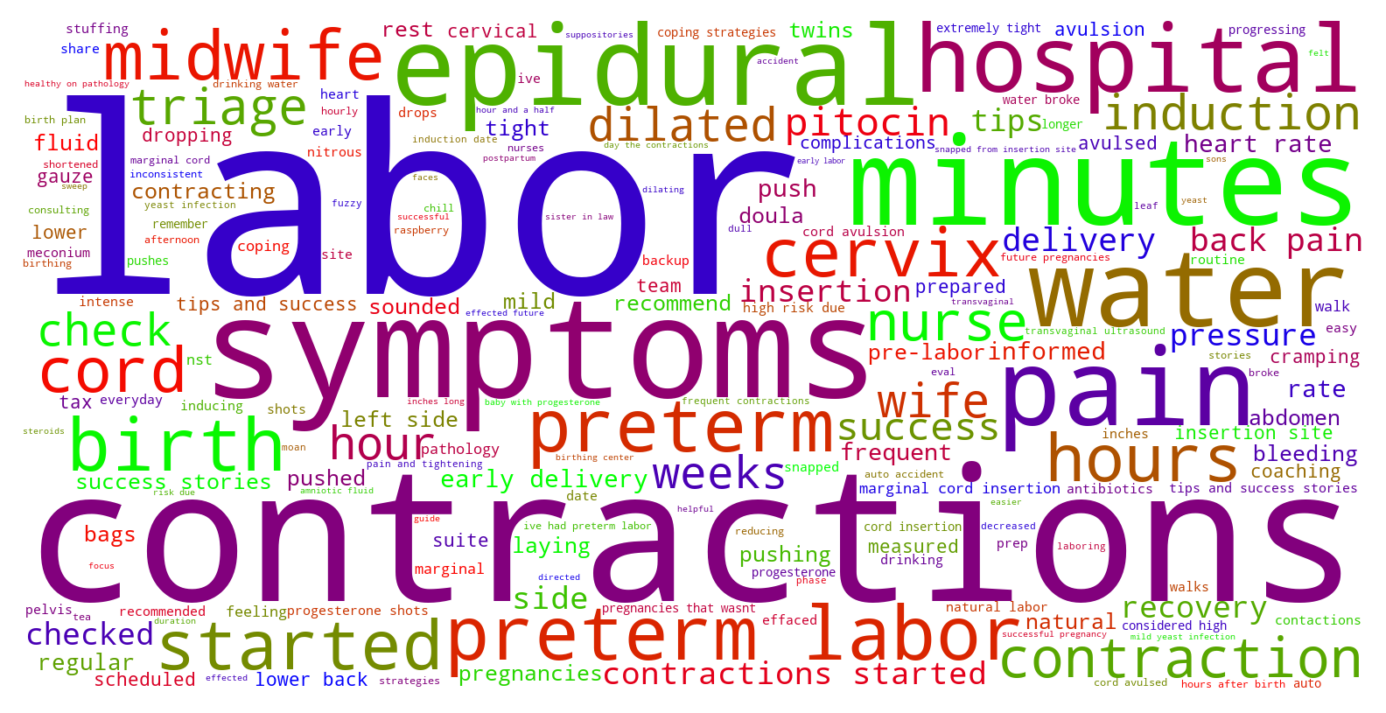 stuffing
share
midwife
healthy on pathology
drinking water
rest
cervical
suppositories
ive
epidural
coping strategies
twins
accident
extremely tight
avulsion
progressing
felt
hospital
birth plan
triage
heart
hourly
drops
hour and a half
tight
nurses
induction date
dilated
day the contractions
pitocin
water broke
tips
longer
induction
fluid
dropping
early
nitrous
postpartum
early labor
complications
snapped from insertion site
avulsed
heart rate
sons
shortened
marginal cord
inconsistent
gauze
sweep
contracting
yeast infection
faces
labor
dilating
push
minutes
leaf
yeast
consulting
remember
fuzzy
successful
chill
raspberry
sister in law
dull
doula
lower
afternoon
coping
site
cord avulsion
delivery
back pain
meconium
birthing
pushes
backup
team
cervix
future pregnancies
routine
intense
tips and success
sounded
effected future
mild
recommend
insertion
high risk due
prepared
transvaginal
water
walk
check
nst
symptoms
nurse
transvaginal ultrasound
pressure
easy
cord
pre-labor
informed
stories
cramping
tax
everyday
inducing
shots
left side
inches long
baby with progesterone
frequent contractions
eval
wife
pain
broke
rate
steroids
birth
moan
hour
pathology
preterm
birthing center
success
frequent
inches
abdomen
insertion site
success stories
risk due
pushed
pain and tightening
early delivery
weeks
snapped
auto accident
hours
bleeding
coaching
amniotic fluid
date
helpful
marginal cord insertion
antibiotics
tips and success stories
easier
contractions
bags
focus
guide
suite
marginal
ive had preterm labor
laying
directed
reducing
pushing
progesterone
phase
cord insertion
measured
drinking
decreased
prep
laboring
walks
pelvis
tea
recommended
duration
feeling
progesterone shots
side
pregnancies that wasnt
effaced
natural labor
natural
considered high
recovery
contactions
checked
started
preterm labor
successful pregnancy
mild yeast infection
regular
scheduled
effected
lower back
strategies
pregnancies
contractions started
contraction
cord avulsed
hours after birth
auto